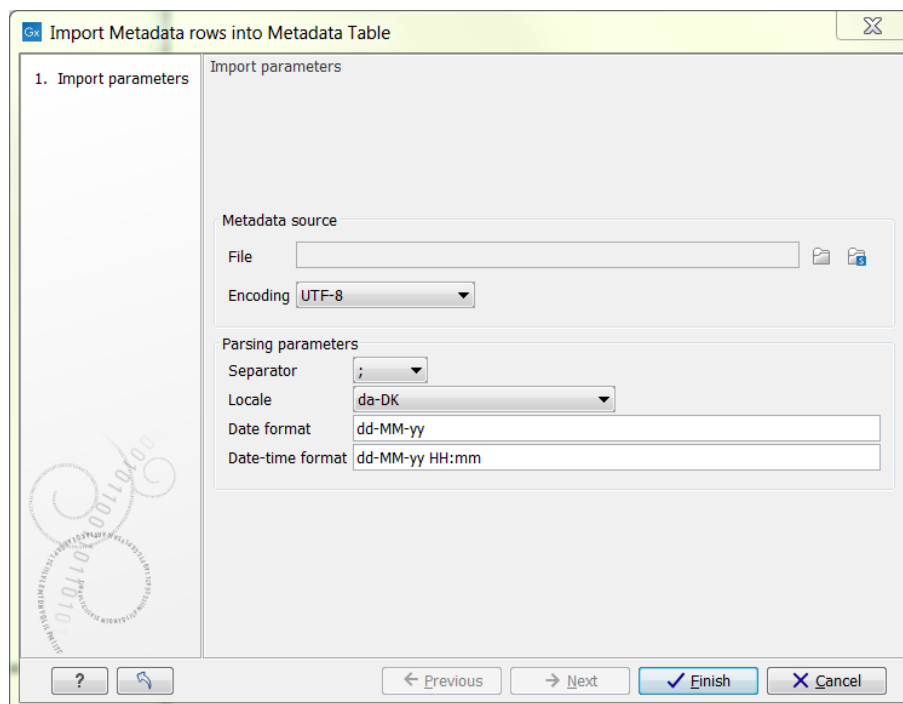 Gx Import Metadata rows into Metadata Table
1. Import parameters
Import parameters
Metadata source
File
S
Encoding UTF-8
Parsing parameters
Separator ;
Locale da-DK
Date format dd-MM-yy
Date-time format dd-MM-yy HH:mm
? Previous Next Finish Cancel